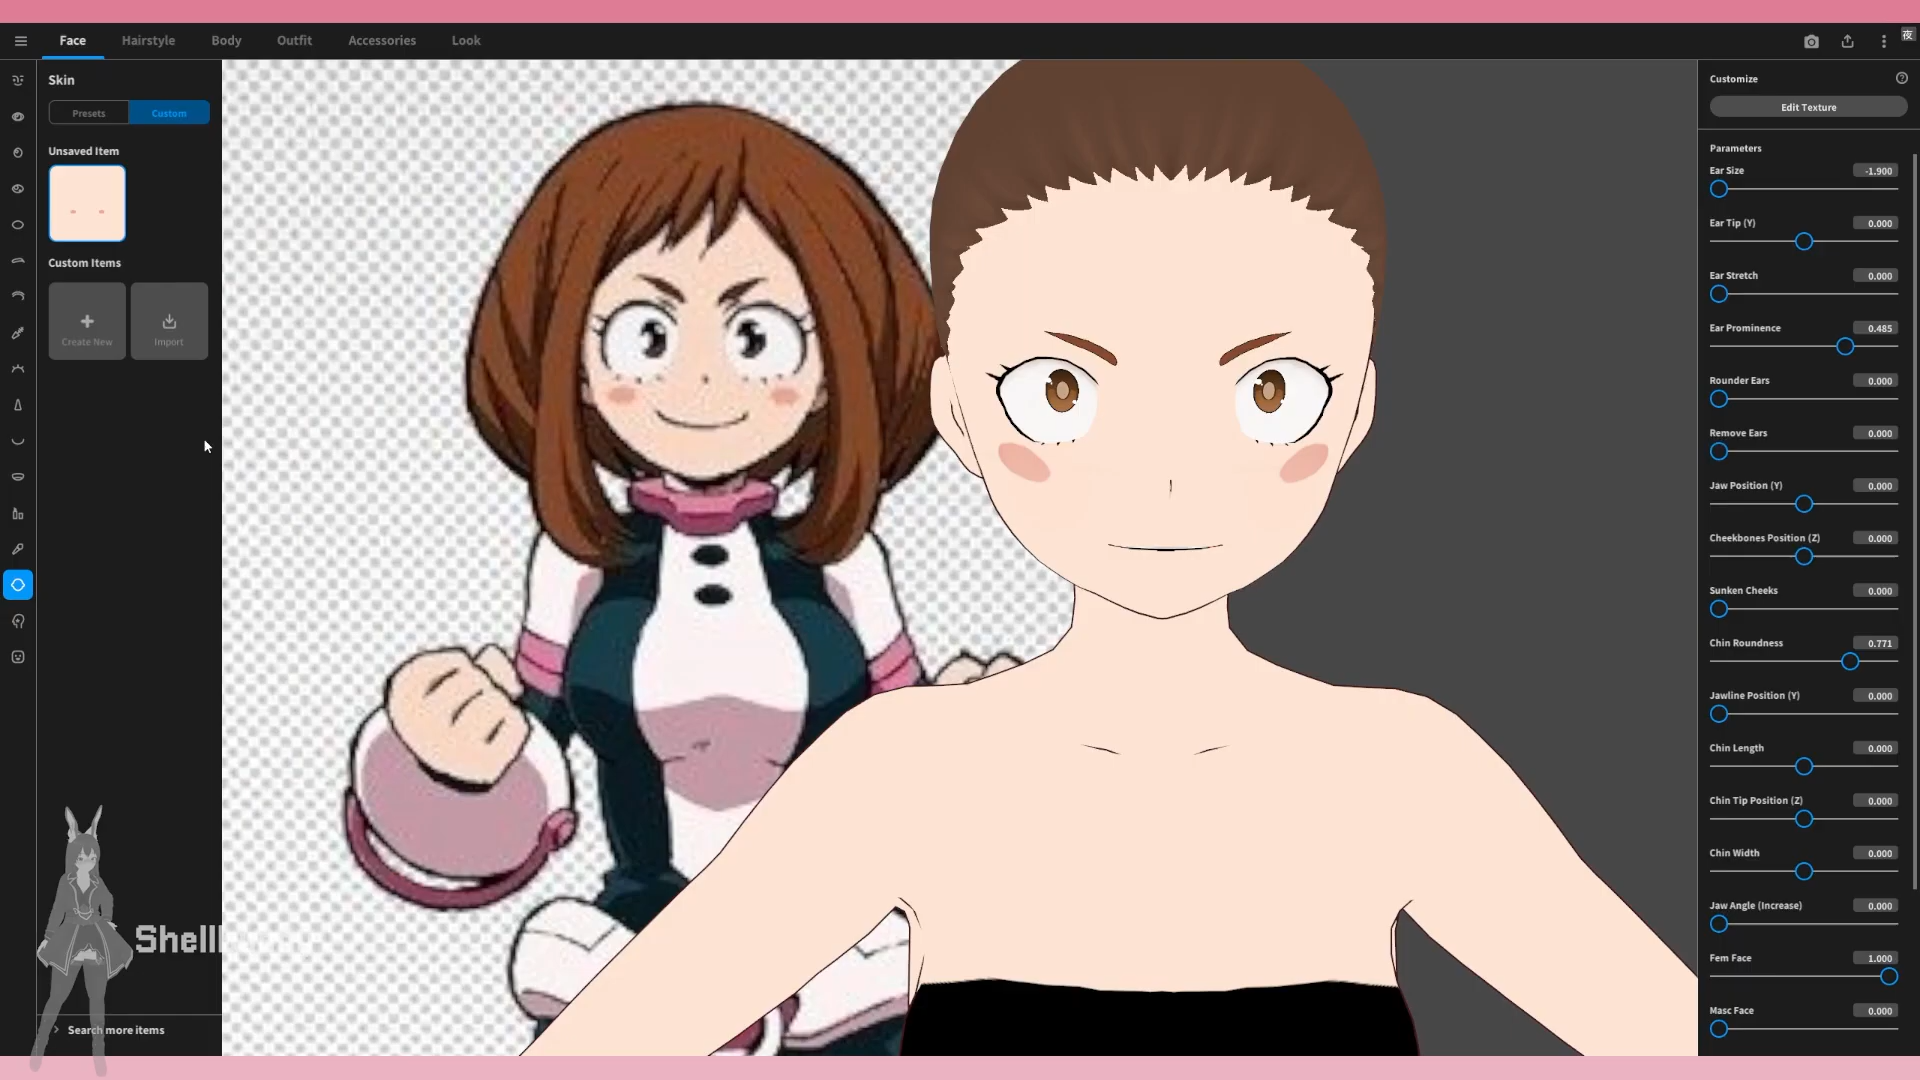 Face Hairstyle Body Outfit Accessories Look
夜
Skin
Presets Custom
Unsaved Item
Custom Items
Create New Import
Shell
Search more items
Customize
Edit Texture
Parameters
Ear Size -1.900
Ear Tip (Y) 0.000
Ear Stretch 0.000
Ear Prominence 0.485
Rounder Ears 0.000
Remove Ears 0.000
Jaw Position (Y) 0.000
Cheekbones Position (Z) 0.000
Sunken Cheeks 0.000
Chin Roundness 0.771
Jawline Position (Y) 0.000
Chin Length 0.000
Chin Tip Position (Z) 0.000
Chin Width 0.000
Jaw Angle (Increase) 0.000
Fem Face 1.000
Masc Face 0.000